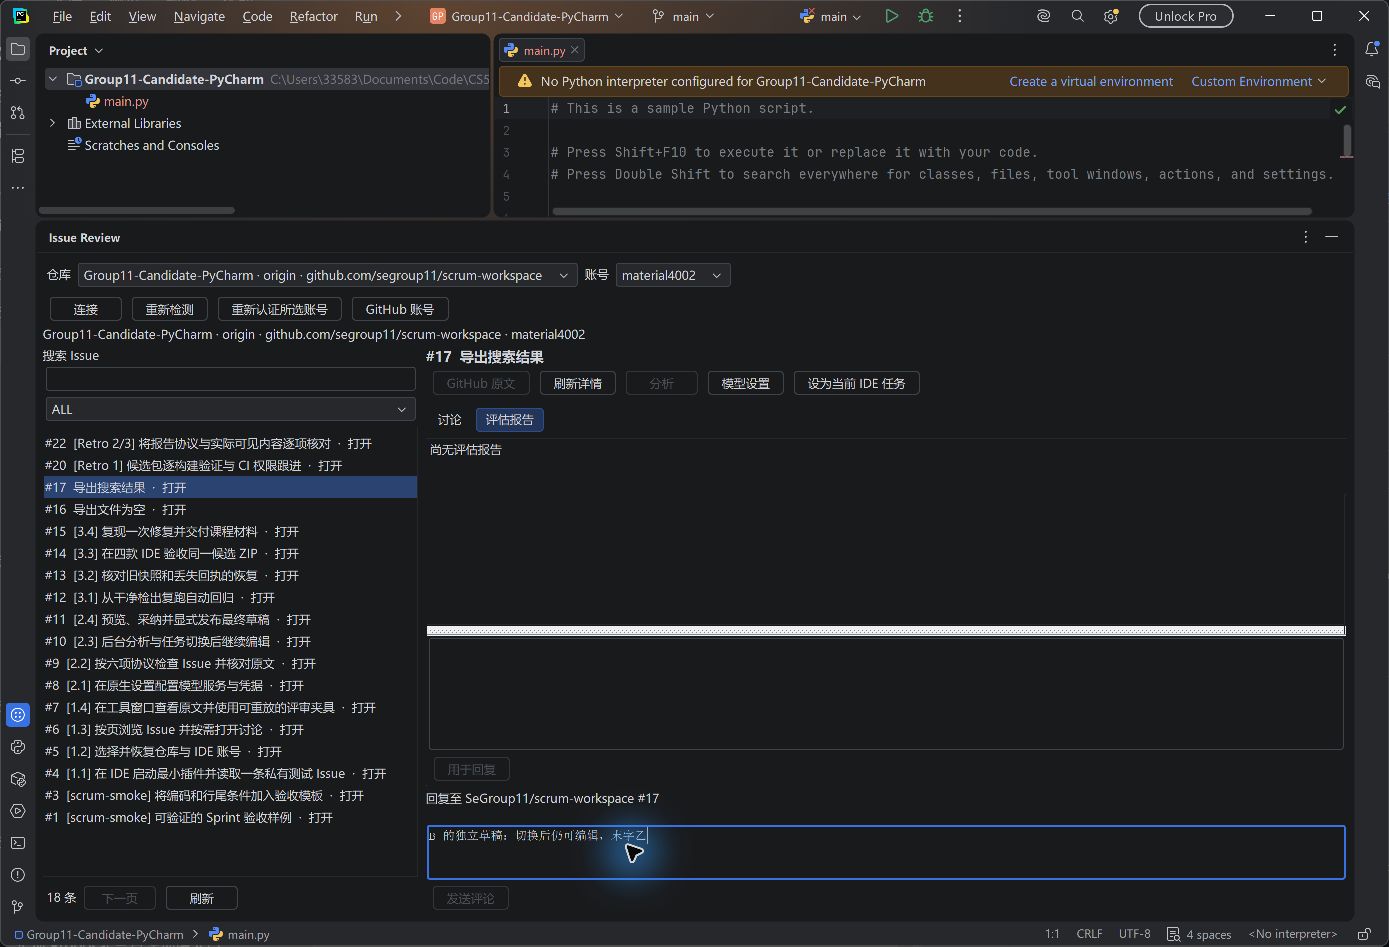 File Edit View Navigate Code Refactor Run GP Group11-Candidate-PyCharm main main Unlock Pro
Project
Group11-Candidate-PyCharm C:\Users\33583\Documents\Code\CS5
main.py
External Libraries
Scratches and Consoles
main.py
No Python interpreter configured for Group11-Candidate-PyCharm Create a virtual environment Custom Environment
1 # This is a sample Python script.
2
3 # Press Shift+F10 to execute it or replace it with your code.
4 # Press Double Shift to search everywhere for classes, files, tool windows, actions, and settings.
5
Issue Review
仓库 Group11-Candidate-PyCharm · origin · github.com/segroup11/scrum-workspace 账号 material4002
连接 重新检测 重新认证所选账号 GitHub 账号
Group11-Candidate-PyCharm · origin · github.com/segroup11/scrum-workspace · material4002
搜索 Issue
ALL
#22 [Retro 2/3] 将报告协议与实际可见内容逐项核对 · 打开
#20 [Retro 1] 候选包逐构建验证与 CI 权限跟进 · 打开
#17 导出搜索结果 · 打开
#16 导出文件为空 · 打开
#15 [3.4] 复现一次修复并交付课程材料 · 打开
#14 [3.3] 在四款 IDE 验收同一候选 ZIP · 打开
#13 [3.2] 核对旧快照和丢失回执的恢复 · 打开
#12 [3.1] 从干净检出复跑自动回归 · 打开
#11 [2.4] 预览、采纳并显式发布最终草稿 · 打开
#10 [2.3] 后台分析与任务切换后继续编辑 · 打开
#9 [2.2] 按六项协议检查 Issue 并核对原文 · 打开
#8 [2.1] 在原生设置配置模型服务与凭据 · 打开
#7 [1.4] 在工具窗口查看原文并使用可重放的评审夹具 · 打开
#6 [1.3] 按页浏览 Issue 并按需打开讨论 · 打开
#5 [1.2] 选择并恢复仓库与 IDE 账号 · 打开
#4 [1.1] 在 IDE 启动最小插件并读取一条私有测试 Issue · 打开
#3 [scrum-smoke] 将编码和行尾条件加入验收模板 · 打开
#1 [scrum-smoke] 可验证的 Sprint 验收样例 · 打开
18 条 下一页 刷新
#17 导出搜索结果
GitHub 原文 刷新详情 分析 模型设置 设为当前 IDE 任务
讨论 评估报告
尚无评估报告
用于回复
回复至 SeGroup11/scrum-workspace #17
B 的独立草稿：切换后仍可编辑，末字乙
发送评论
Group11-Candidate-PyCharm main.py 1:1 CRLF UTF-8 4 spaces <No interpreter>